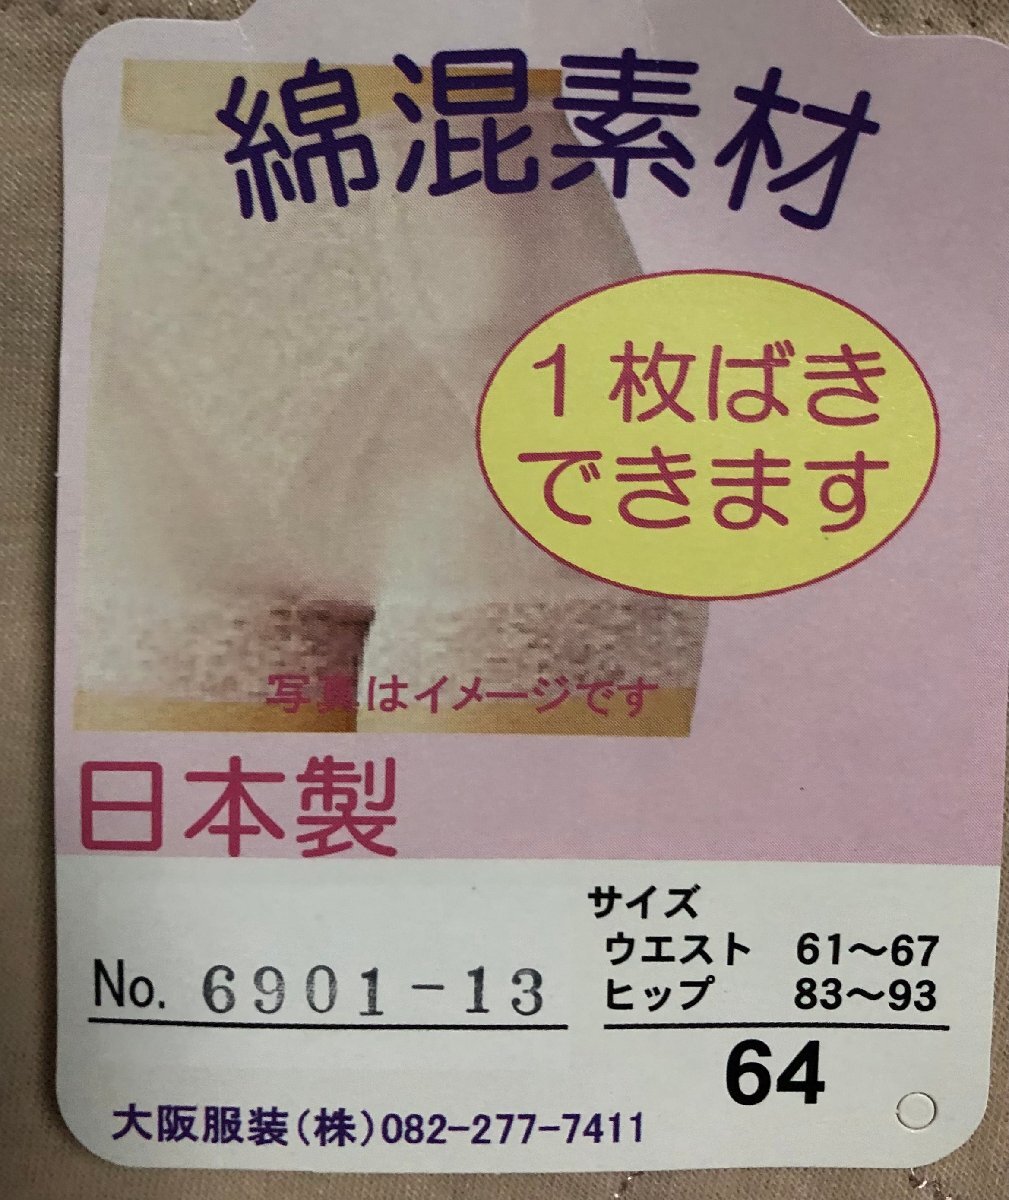 綿混素材
1枚ばき
できます
写真はイメージです
日本製
サイズ
ウエスト 61〜67
ヒップ 83〜93
No. 6901-13
64
大阪服装(株)082-277-7411